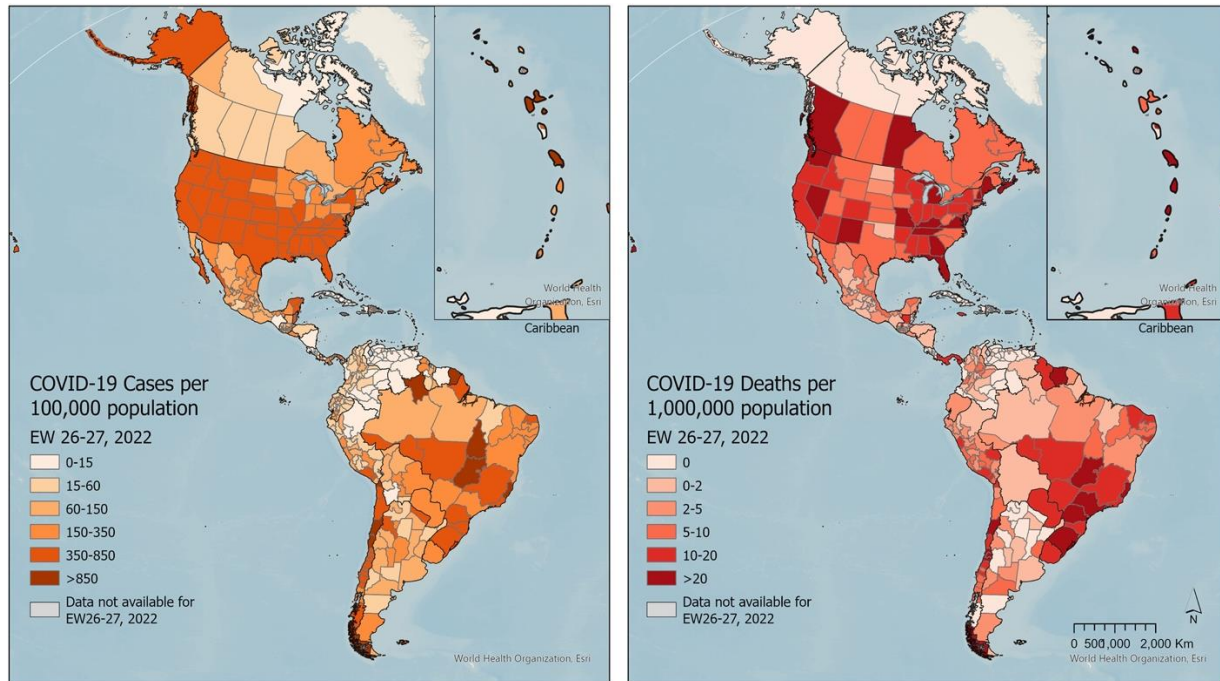 World Health
Organization, Esri
Caribbean
COVID-19 Cases per
100,000 population
EW 26-27, 2022
0-15
15-60
60-150
150-350
350-850
>850
Data not available for
EW26-27, 2022
World Health Organization, Esri
World Health
Organization, Esri
Caribbean
COVID-19 Deaths per
1,000,000 population
EW 26-27, 2022
0
0-2
2-5
5-10
10-20
>20
Data not available for
EW26-27, 2022
N
0 500 1,000 2,000 Km
World Health Organization, Esri